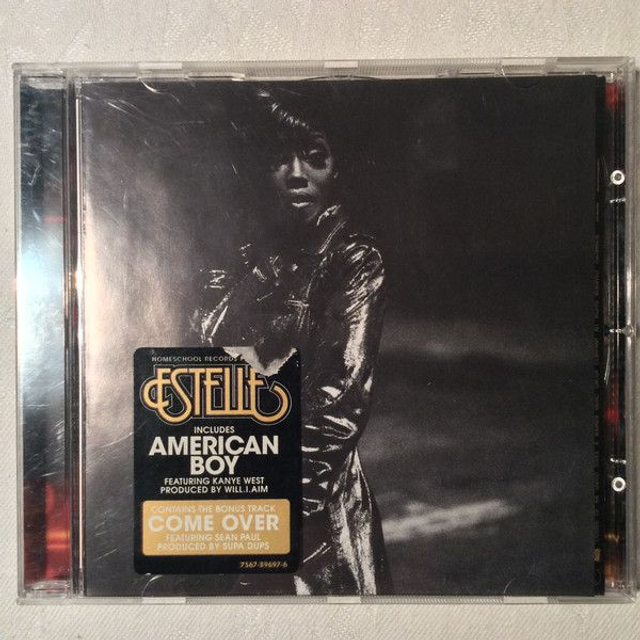 HOMESCHOOL RECORDS
ESTELLE
INCLUDES
AMERICAN
BOY
FEATURING KANYE WEST
PRODUCED BY WILL.I.AIM
CONTAINS THE BONUS TRACK
COME OVER
FEATURING SEAN PAUL
PRODUCED BY SUPA DUPS
7567-89697-6